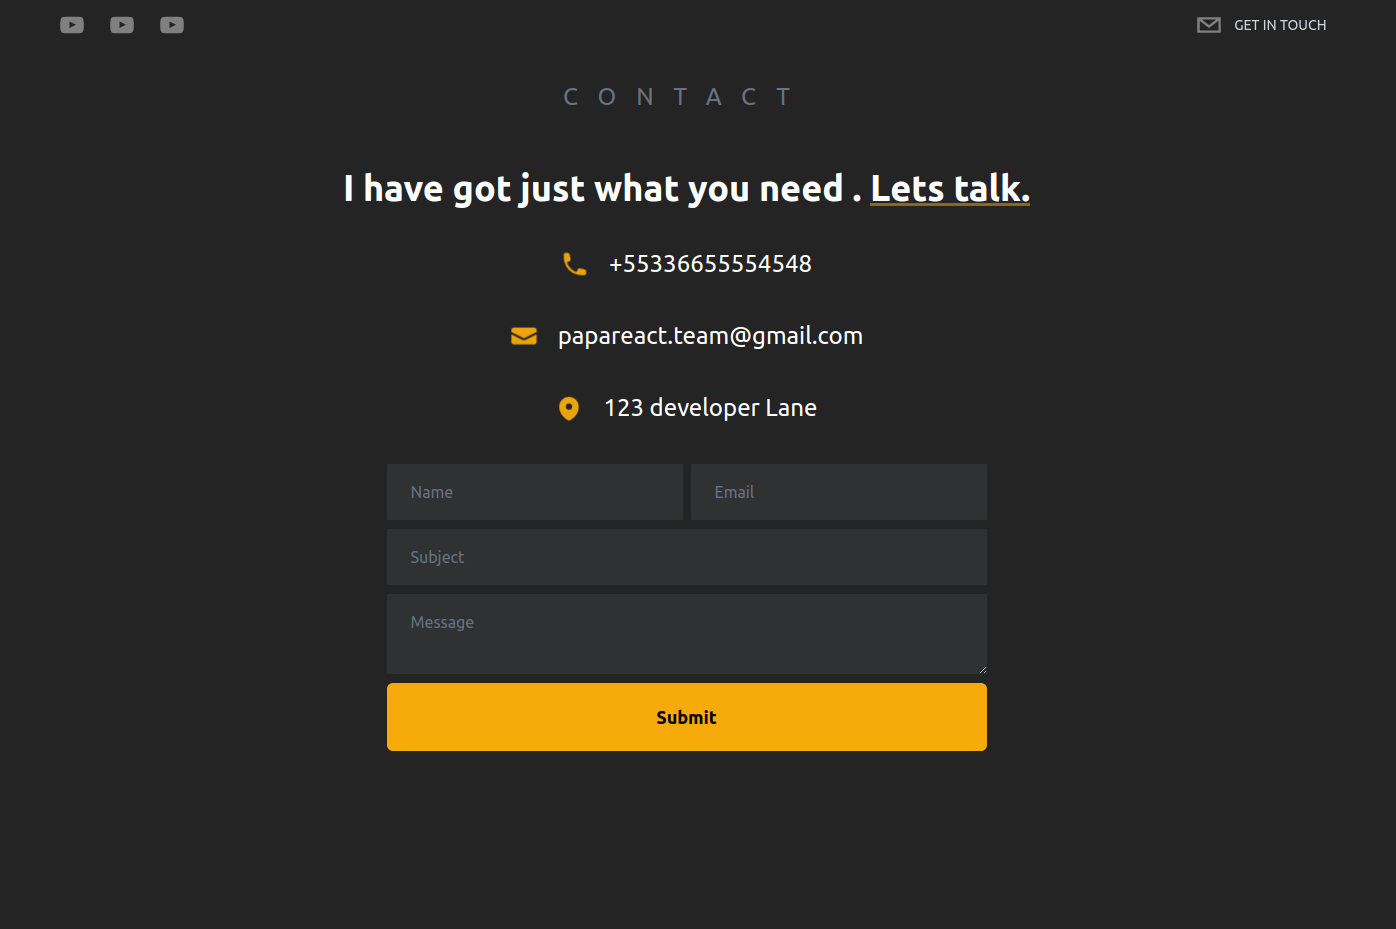 GET IN TOUCH
C O N T A C T
I have got just what you need . Lets talk.
+55336655554548
papareact.team@gmail.com
123 developer Lane
Name Email
Subject
Message
Submit